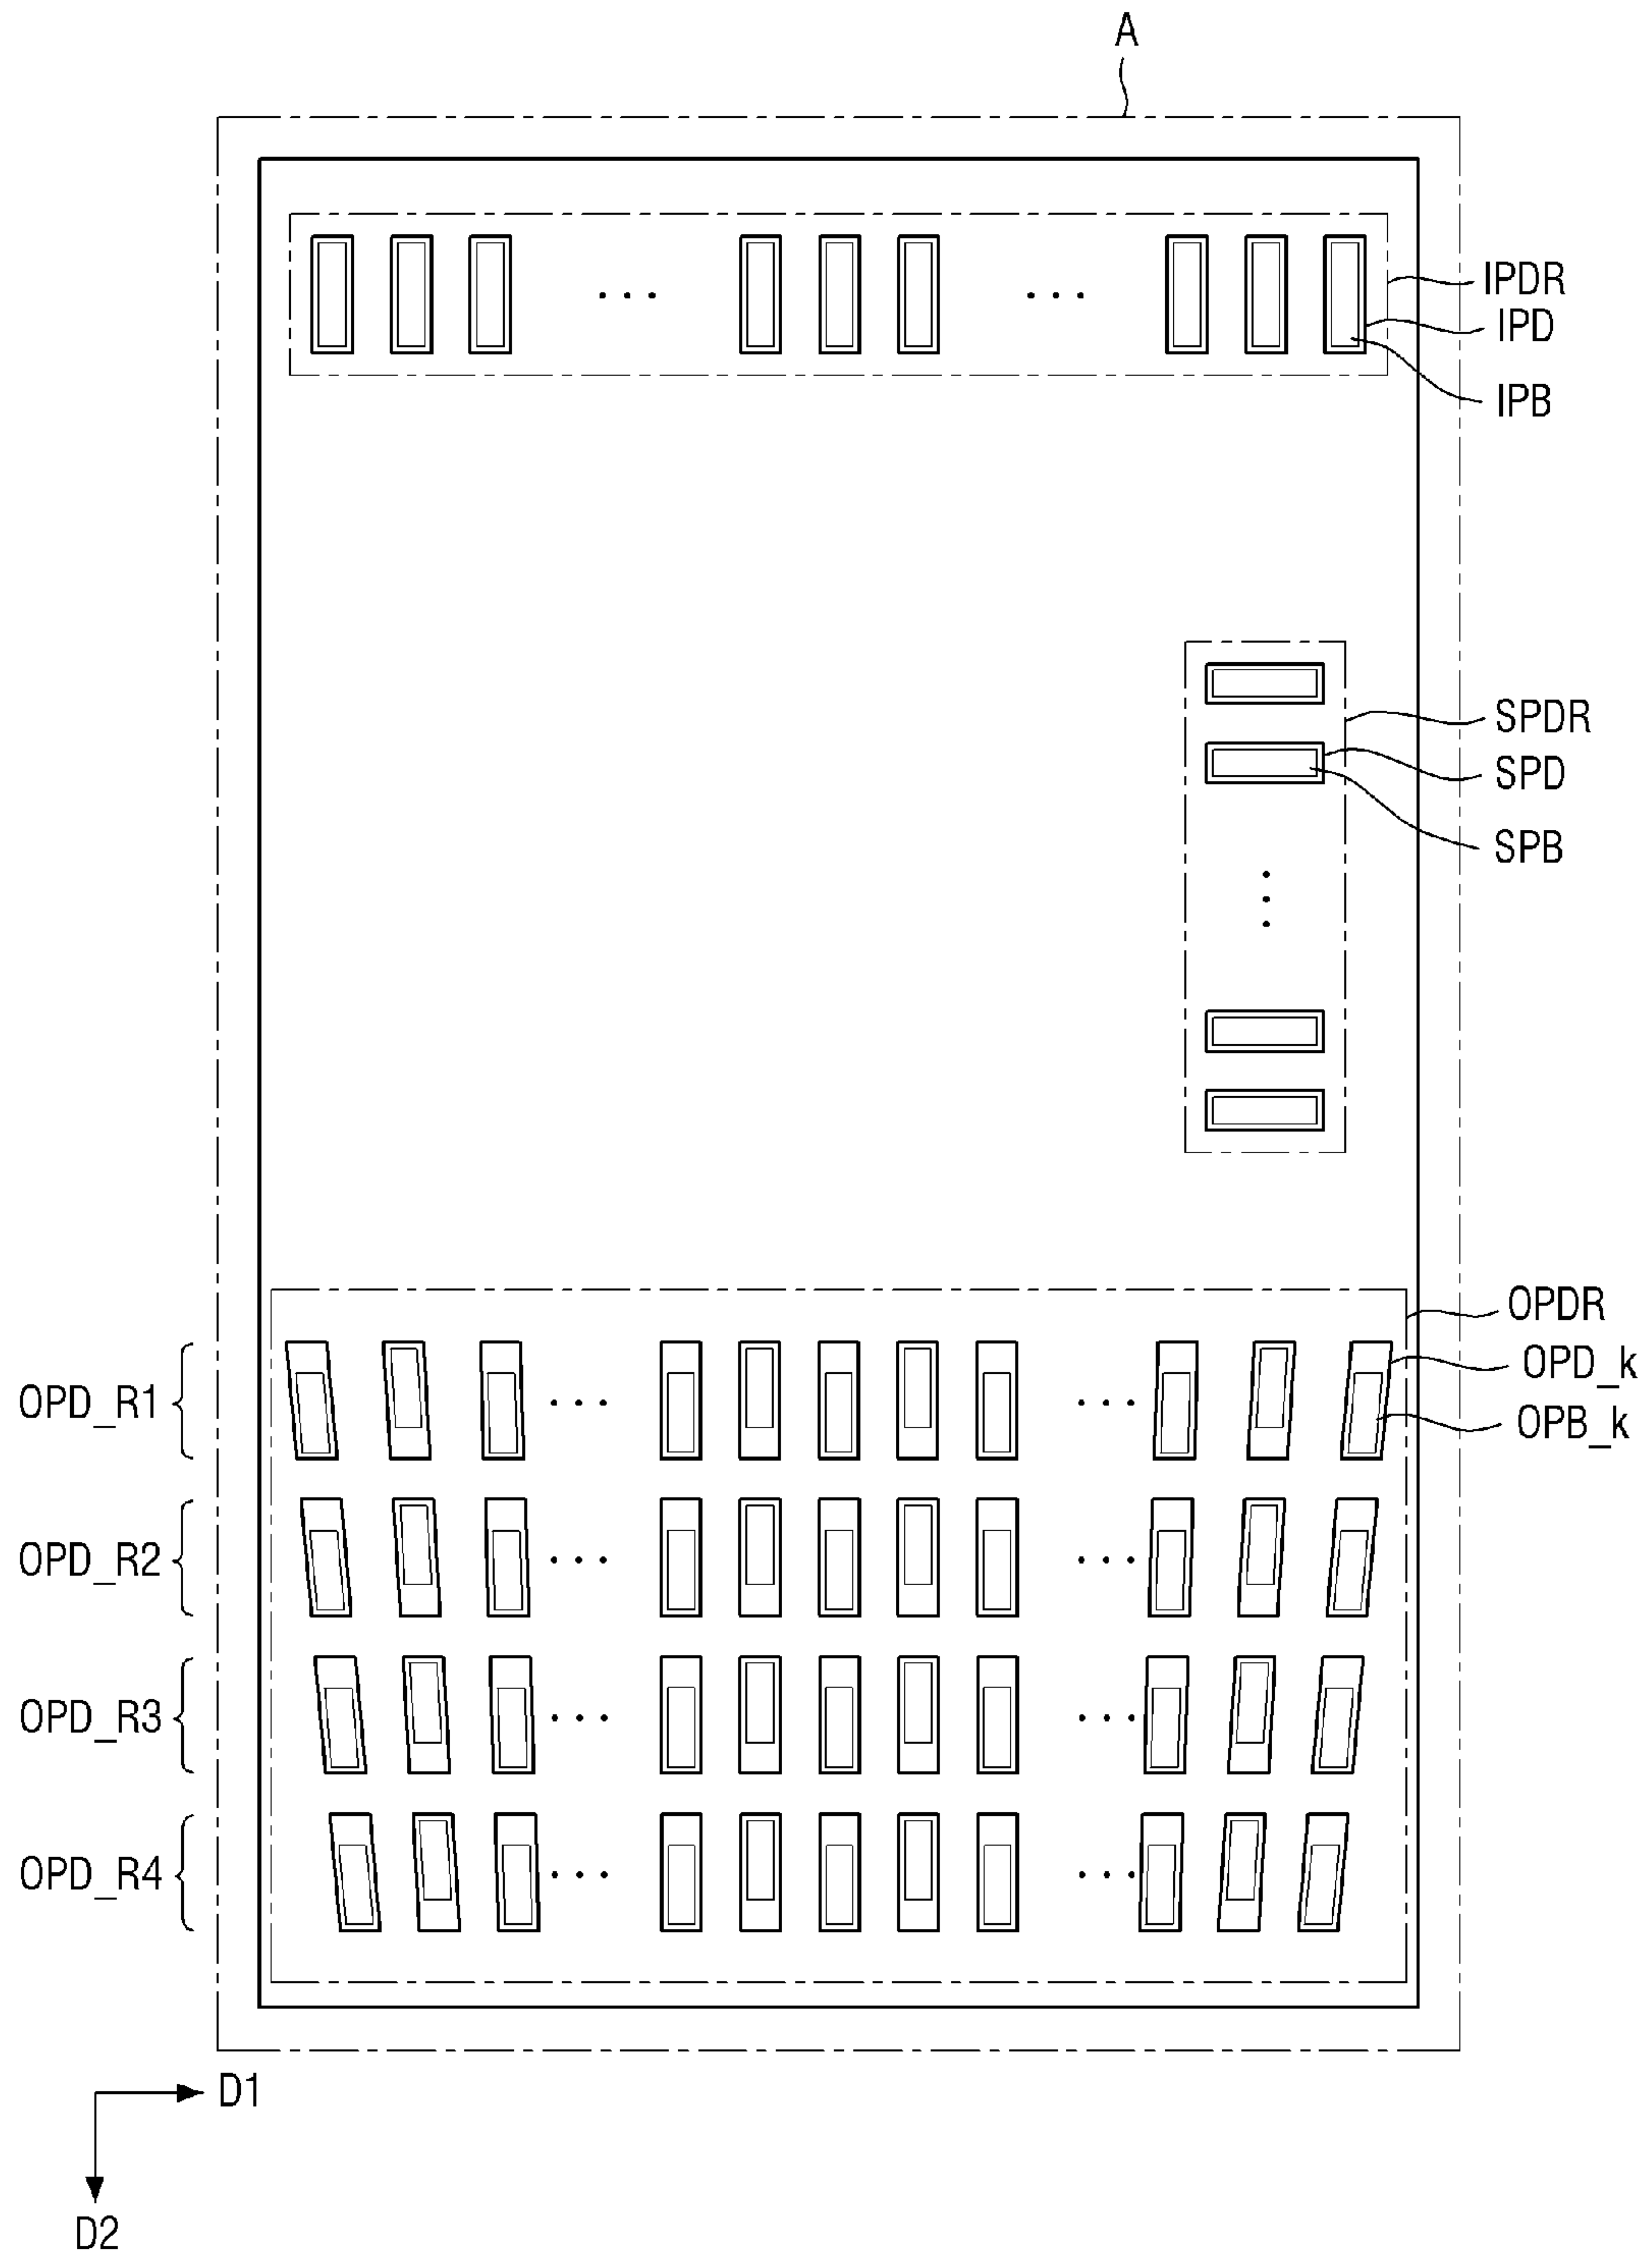 A
IPDR
IPD
IPB
SPDR
SPD
SPB
OPDR
OPD_k
OPD_R1
OPB_k
OPD_R2
OPD_R3
OPD_R4
D1
D2